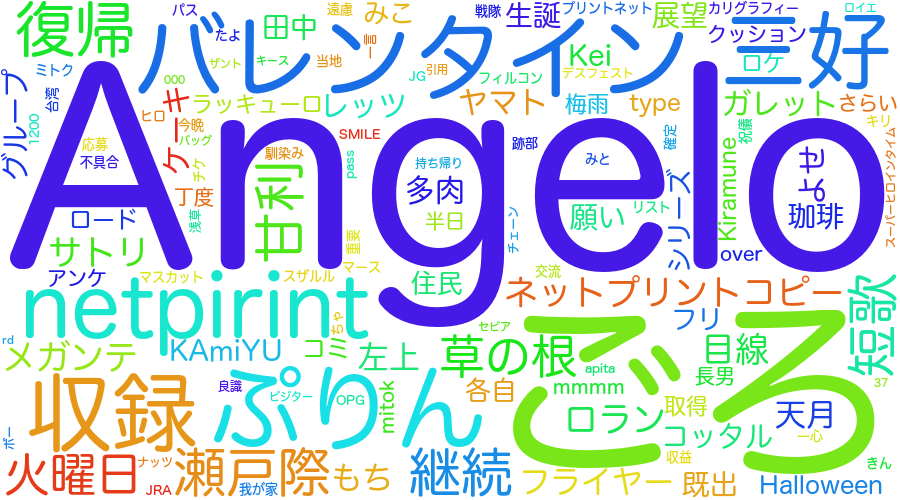 復帰
パス
たよ
田中
遠慮
みこ
戦隊
生誕
プリントネット
展望
カリグラフィー
ロイエ
バレンタイン
三好
ミトク
ザント
キース
当地
一言
Kei
クッション
ロケ
グループ
台湾
ooo
ケーキ
ラッキューロ
レッツ
JG
引用
フィルコン
デスフェスト
ヤマト
梅雨
type
ガレット
さらい
1200
ヒロ
今晩
バッグ
SMILE
跡部
確定
祝儀
キリ
応募
不具合
チケ
馴染み
pass
持ち帰り
みと
Angelo
丁度
甘利
多肉
願い
シリーズ
Kiramune
よせ
珈琲
スーパーヒロインタイム
ロード
浅草
半日
チェーン
リスト
サトリ
重要
over
アンケ
マスカット
スザルル
マース
住民
交流
netpirint
ネットプリントコピー
rd
メガンテ
KAmiYU
コミ
ちゃ
左上
セピア
草の根
フリ
目線
短歌
収録
良識
ぷりん
apita
各自
mmmm
長男
ごろ
ビジター
OPG
mitok
ロラン
取得
天月
37
ボー
コッタル
一心
火曜日
ナッツ
瀬戸際
もち
継続
フライヤー
収益
既出
きん
JRA
我が家
Halloween